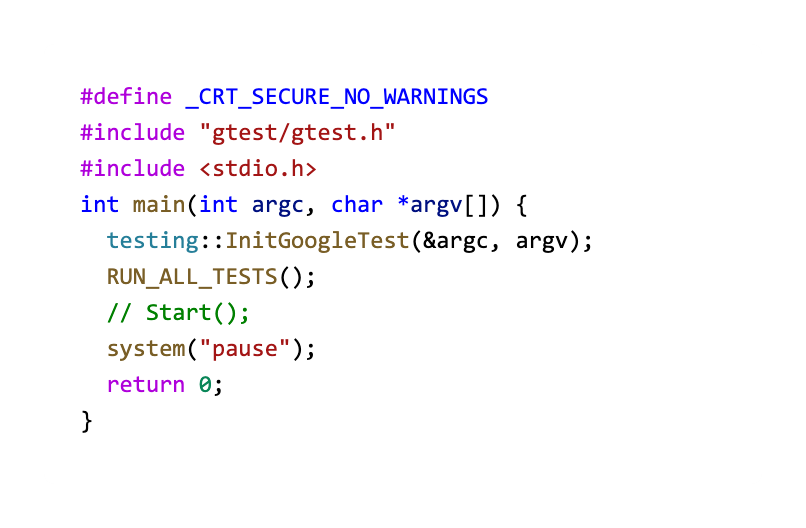 #define _CRT_SECURE_NO_WARNINGS
#include "gtest/gtest.h"
#include <stdio.h>
int main(int argc, char *argv[]) {
  testing::InitGoogleTest(&argc, argv);
  RUN_ALL_TESTS();
  // Start();
  system("pause");
  return 0;
}